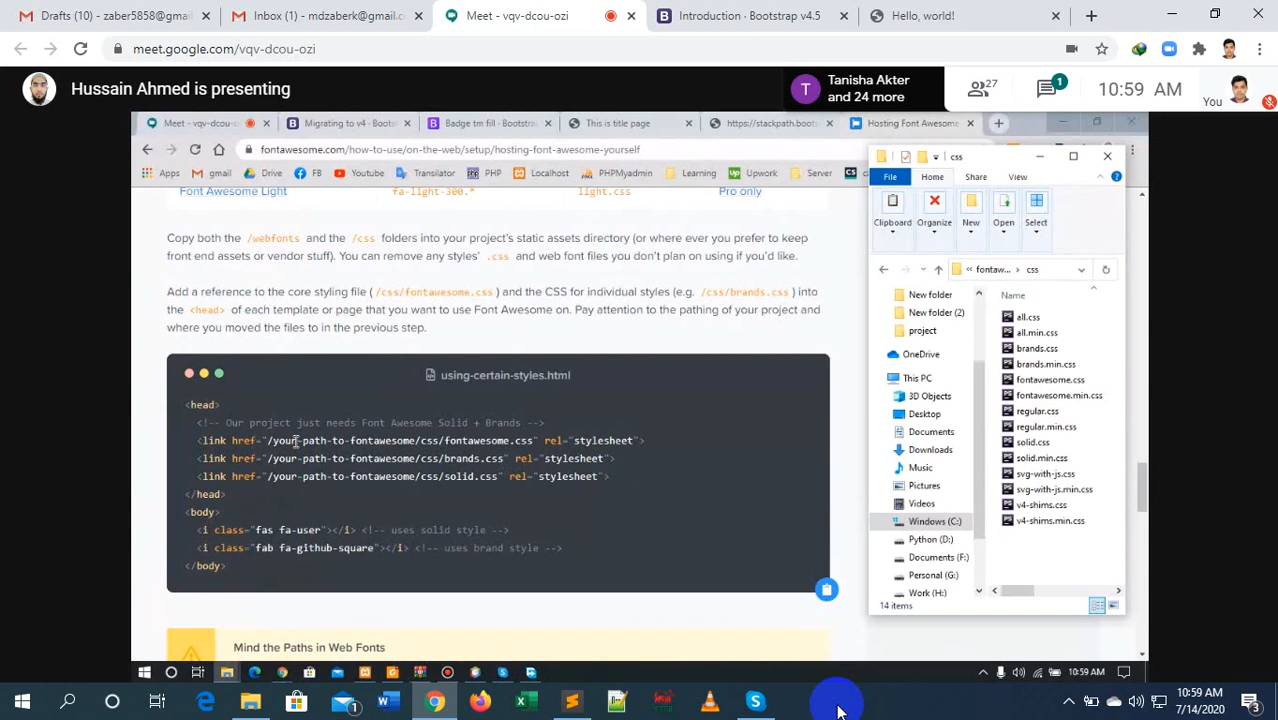 Drafts (10) - zaber5858@gmail
Inbox (1) - mdzaberk@gmail.c
Meet - vqv-dcou-ozi
Introduction · Bootstrap v4.5
Hello, world!
meet.google.com/vqv-dcou-ozi
Hussain Ahmed is presenting
T
Tanisha Akter
and 24 more
27
1
10:59 AM
You
Meet - vqv-dcou-o
Migrating to v4 · Boots
Badge tm fill · Bootstra
This is title page
https://stackpath.boots
Hosting Font Awesome
fontawesome.com/how-to-use/on-the-web/setup/hosting-font-awesome-yourself
Apps
gmail
Drive
FB
Youtube
Translator
PHP
Localhost
PHPMyadmin
Learning
Upwork
Font Awesome Light
fa-light-300.*
light.css
Pro only
Copy both the /webfonts and the /css folders into your project's static assets directory (or where ever you prefer to keep
front end assets or vendor stuff). You can remove any styles' .css and web font files you don't plan on using if you'd like.
Add a reference to the core styling file ( /css/fontawesome.css ) and the CSS for individual styles (e.g. /css/brands.css ) into
the <head> of each template or page that you want to use Font Awesome on. Pay attention to the pathing of your project and
where you moved the files to in the previous step.
using-certain-styles.html
<head>
<!-- Our project just needs Font Awesome Solid + Brands -->
<link href="/your-path-to-fontawesome/css/fontawesome.css" rel="stylesheet">
<link href="/your-path-to-fontawesome/css/brands.css" rel="stylesheet">
<link href="/your-path-to-fontawesome/css/solid.css" rel="stylesheet">
</head>
<body>
<i class="fas fa-user"></i> <!-- uses solid style -->
<i class="fab fa-github-square"></i> <!-- uses brand style -->
</body>
Mind the Paths in Web Fonts
css
File
Home
Share
View
Clipboard
Organize
New
Open
Select
« fontaw... › css
New folder
New folder (2)
project
OneDrive
This PC
3D Objects
Desktop
Documents
Downloads
Music
Pictures
Videos
Windows (C:)
Python (D:)
Documents (F:)
Personal (G:)
Work (H:)
Name
all.css
all.min.css
brands.css
brands.min.css
fontawesome.css
fontawesome.min.css
regular.css
regular.min.css
solid.css
solid.min.css
svg-with-js.css
svg-with-js.min.css
v4-shims.css
v4-shims.min.css
14 items
10:59 AM
10:59 AM
7/14/2020
3